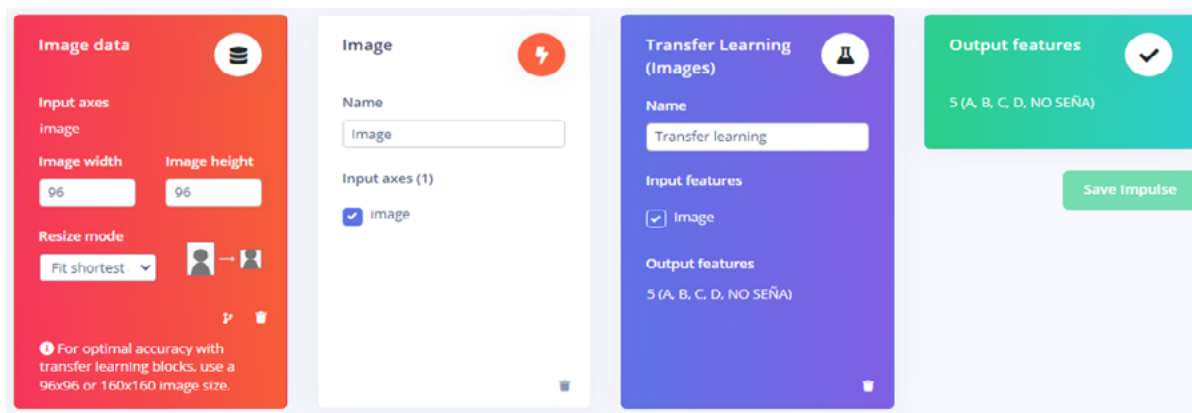 Image data
Input axes
image
Image width Image height
96 96
Resize mode
Fit shortest
For optimal accuracy with
transfer learning blocks, use a
96x96 or 160x160 image size.
Image
Name
Image
Input axes (1)
image
Transfer Learning
(Images)
Name
Transfer learning
Input features
Image
Output features
5 (A, B, C, D, NO SEÑA)
Output features
5 (A, B, C, D, NO SEÑA)
Save Impulse